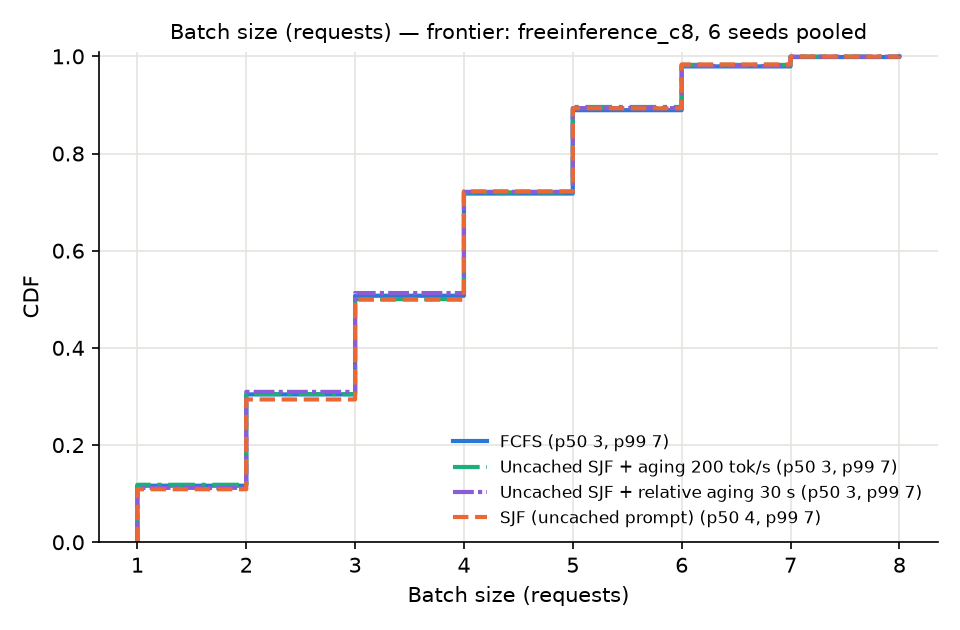 Batch size (requests) — frontier: freeinference_c8, 6 seeds pooled
1.0
0.8
0.6
0.4
0.2
0.0
CDF
FCFS (p50 3, p99 7)
Uncached SJF + aging 200 tok/s (p50 3, p99 7)
Uncached SJF + relative aging 30 s (p50 3, p99 7)
SJF (uncached prompt) (p50 4, p99 7)
1 2 3 4 5 6 7 8
Batch size (requests)